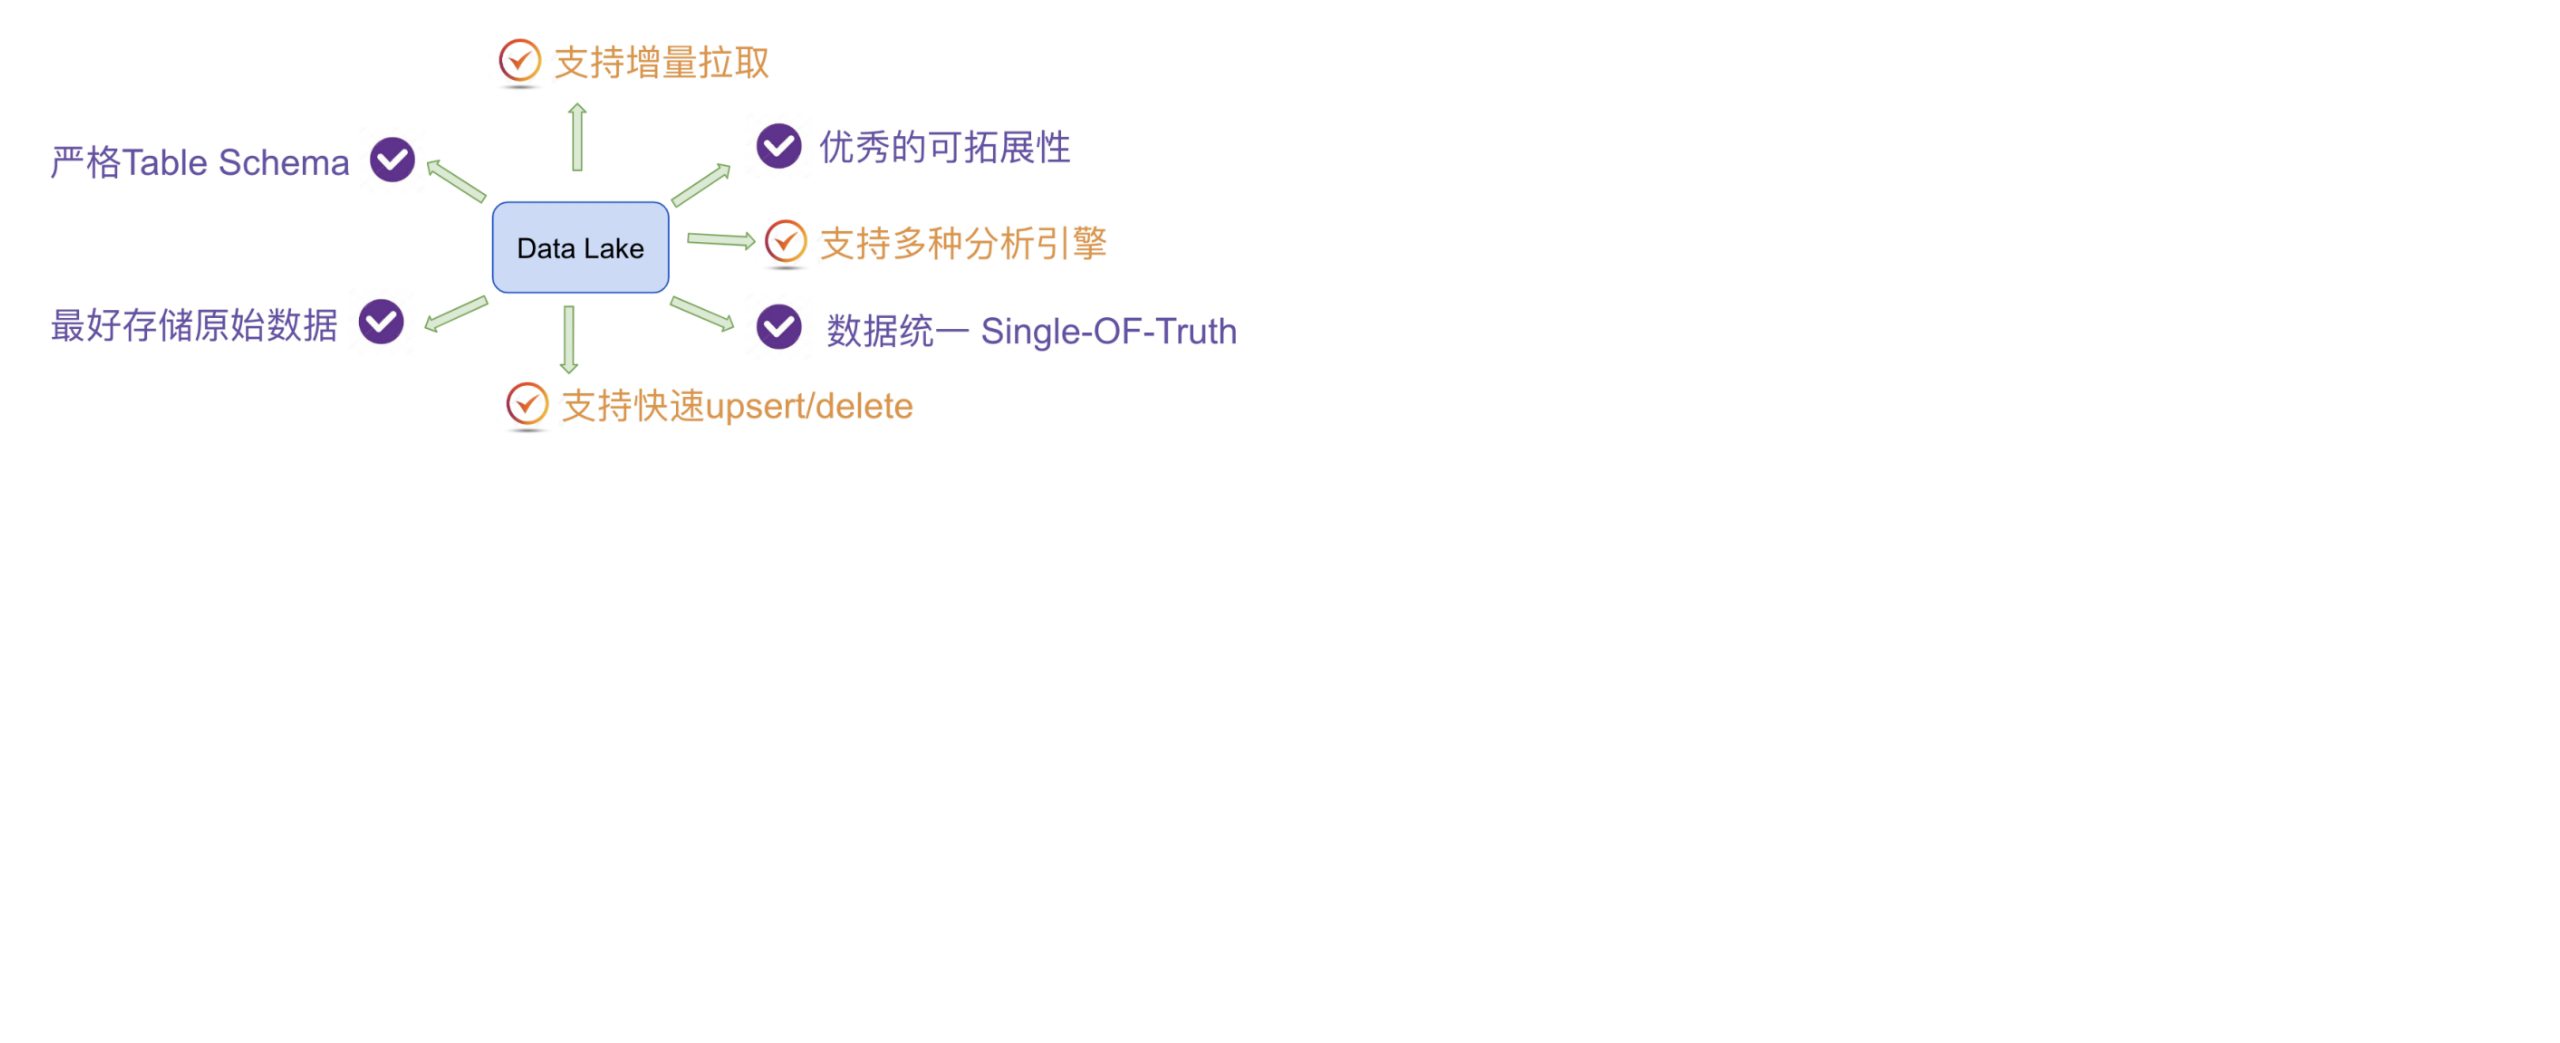 支持增量拉取
优秀的可拓展性
严格Table Schema
支持多种分析引擎
Data Lake
最好存储原始数据
数据统一 Single-OF-Truth
支持快速upsert/delete